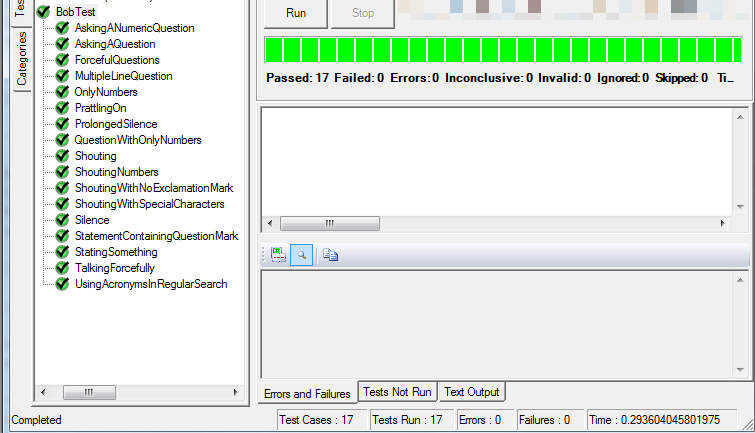 Tes
Categories
BobTest
AskingANumericQuestion
AskingAQuestion
ForcefulQuestions
MultipleLineQuestion
OnlyNumbers
PrattlingOn
ProlongedSilence
QuestionWithOnlyNumbers
Shouting
ShoutingNumbers
ShoutingWithNoExclamationMark
ShoutingWithSpecialCharacters
Silence
StatementContainingQuestionMark
StatingSomething
TalkingForcefully
UsingAcronymsInRegularSearch
Run Stop
Passed: 17 Failed: 0 Errors: 0 Inconclusive: 0 Invalid: 0 Ignored: 0 Skipped: 0 Ti...
Errors and Failures Tests Not Run Text Output
Completed Test Cases : 17 Tests Run : 17 Errors : 0 Failures : 0 Time : 0.293604045801975